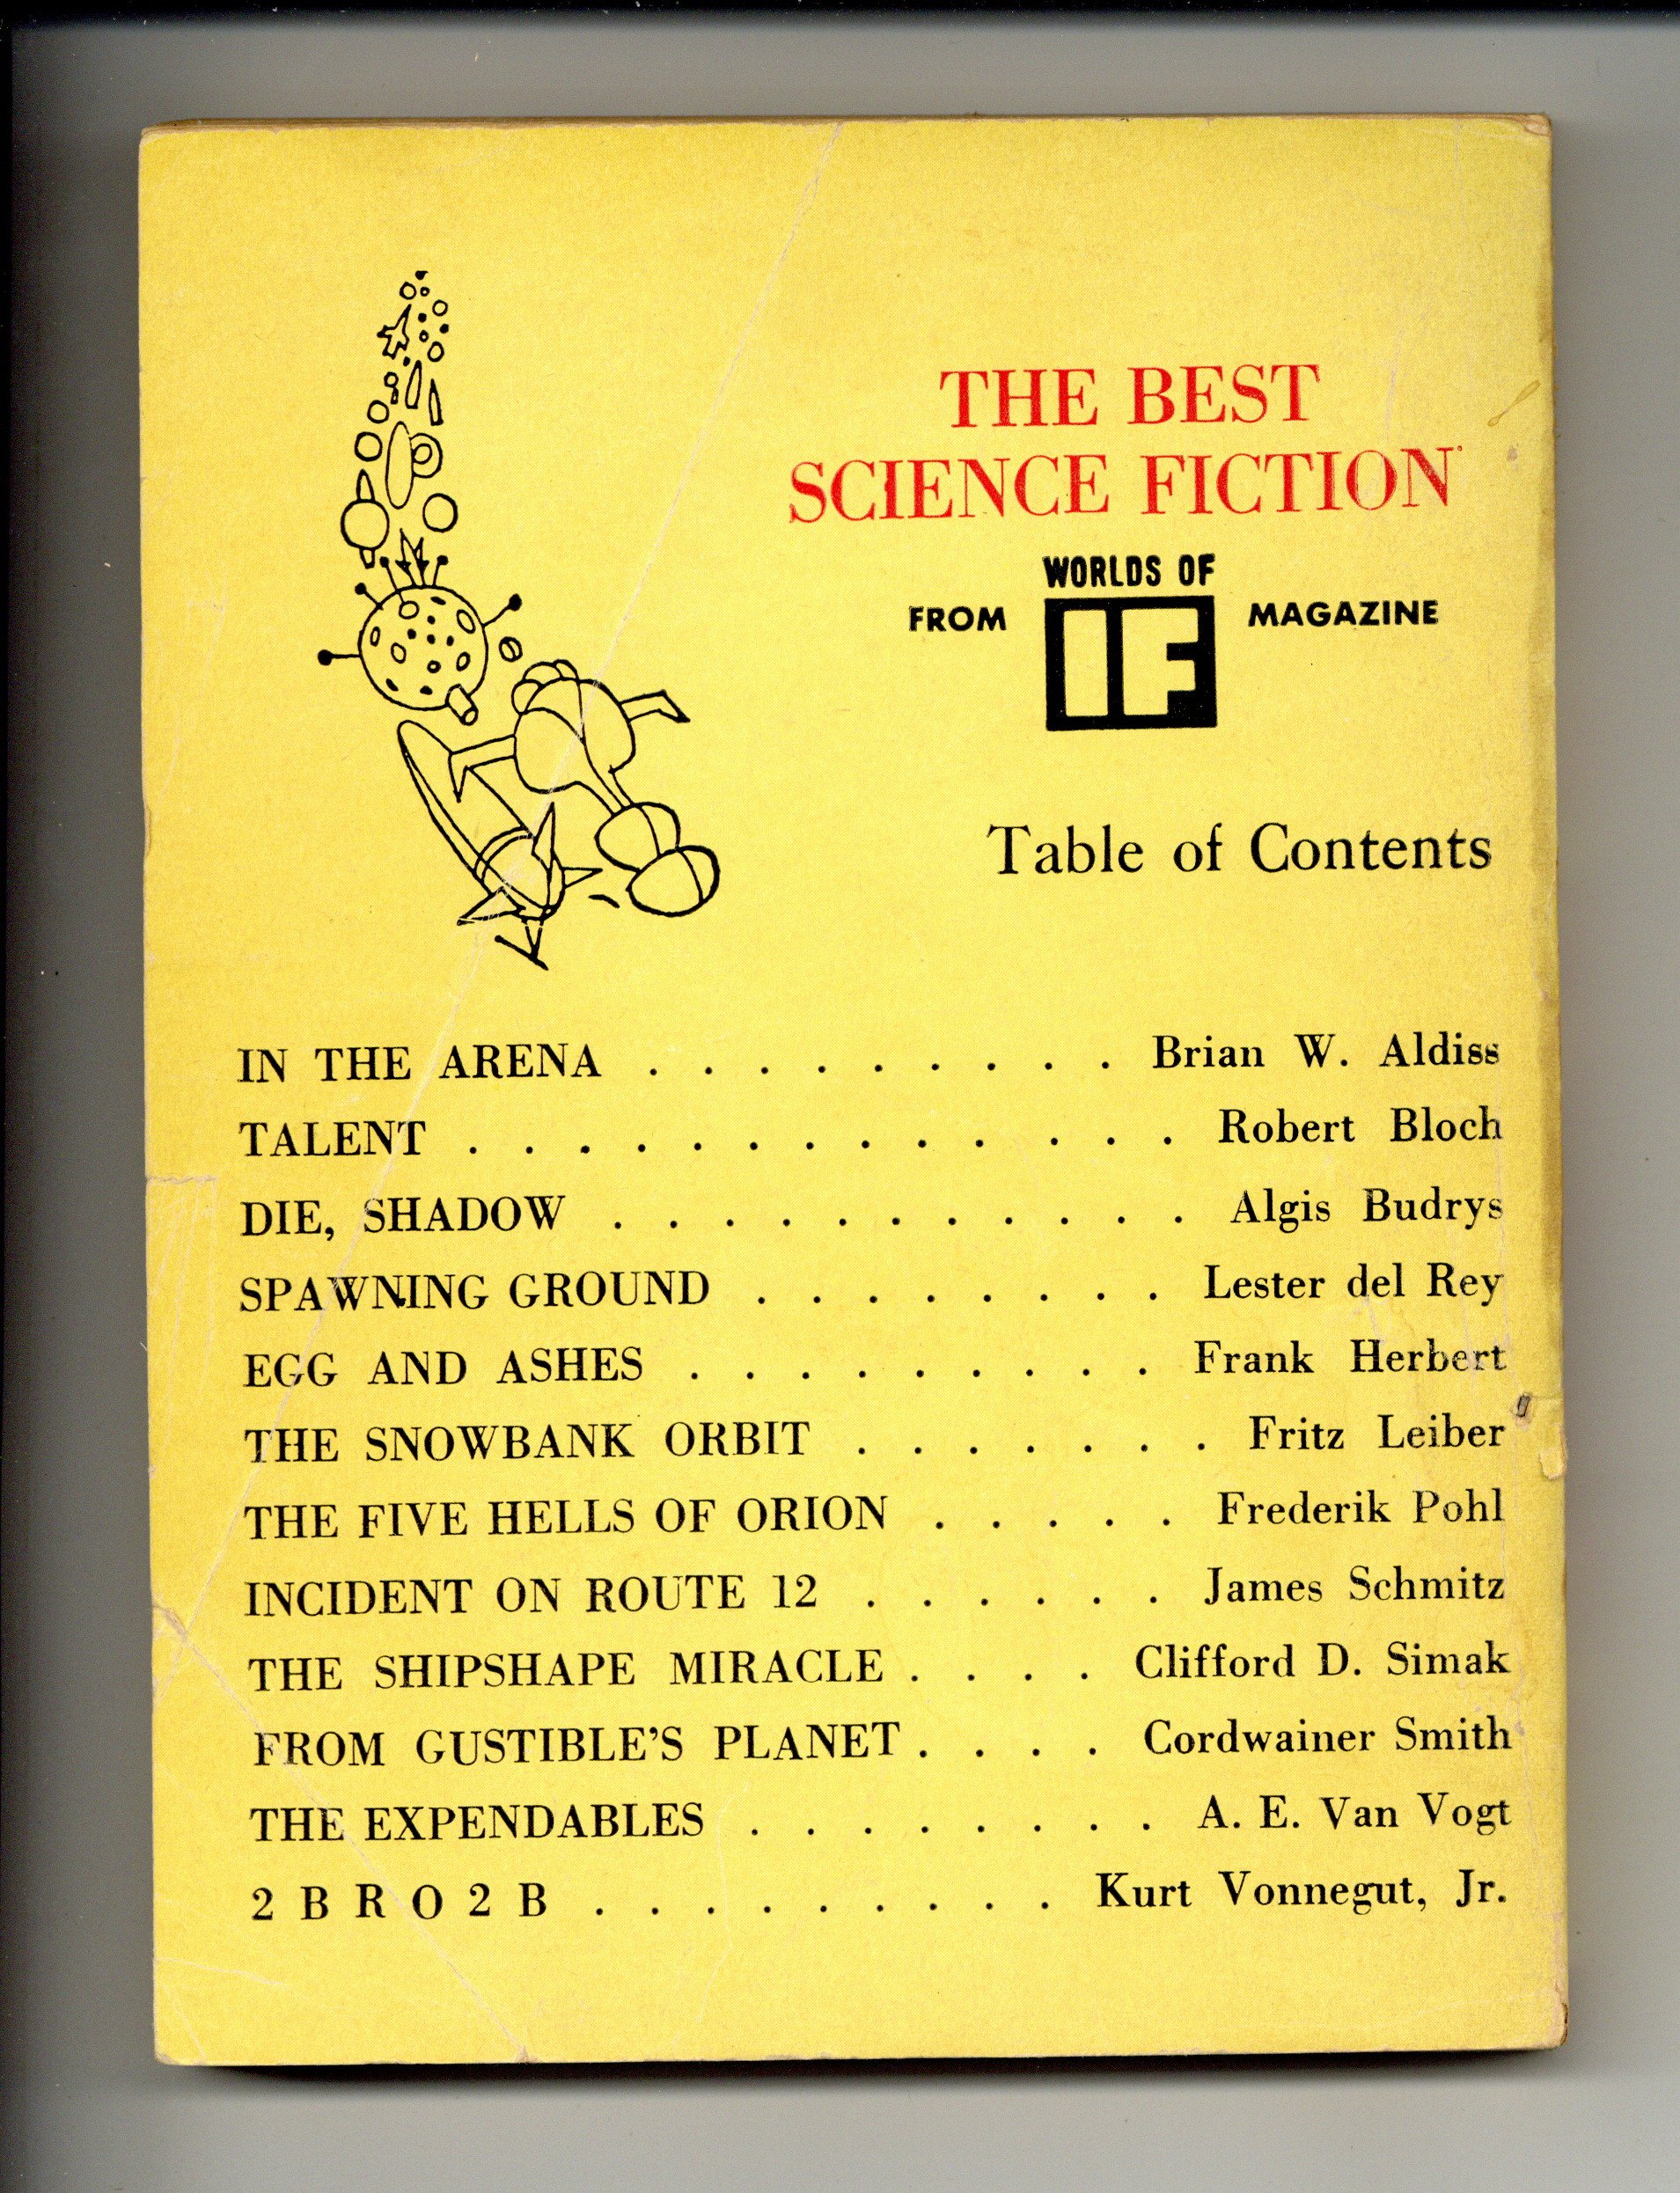 THE BEST
SCIENCE FICTION
WORLDS OF
FROM IF MAGAZINE
Table of Contents
IN THE ARENA . . . . . . . . . Brian W. Aldiss
TALENT . . . . . . . . . . . . . Robert Bloch
DIE, SHADOW . . . . . . . . . . . Algis Budrys
SPAWNING GROUND . . . . . . . . Lester del Rey
EGG AND ASHES . . . . . . . . . Frank Herbert
THE SNOWBANK ORBIT . . . . . . . Fritz Leiber
THE FIVE HELLS OF ORION . . . . . Frederik Pohl
INCIDENT ON ROUTE 12 . . . . . . James Schmitz
THE SHIPSHAPE MIRACLE . . . . Clifford D. Simak
FROM GUSTIBLE'S PLANET . . . . Cordwainer Smith
THE EXPENDABLES . . . . . . . . A. E. Van Vogt
2 B R O 2 B . . . . . . . . . Kurt Vonnegut, Jr.